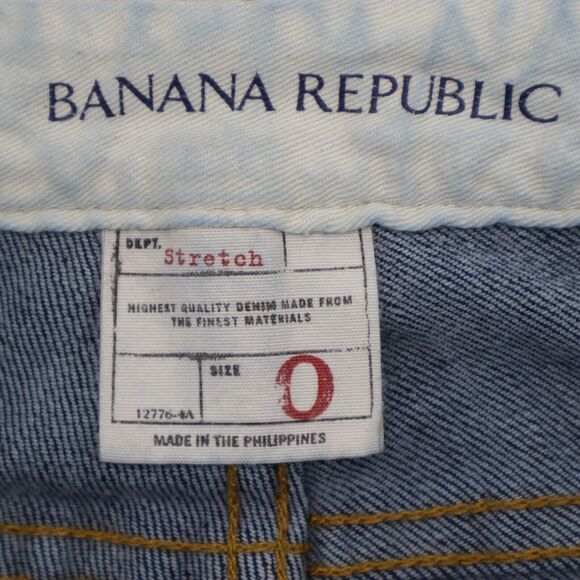 BANANA REPUBLIC
DEPT.
Stretch
HIGHEST QUALITY DENIM MADE FROM
THE FINEST MATERIALS
SIZE
0
12776-4A
MADE IN THE PHILIPPINES